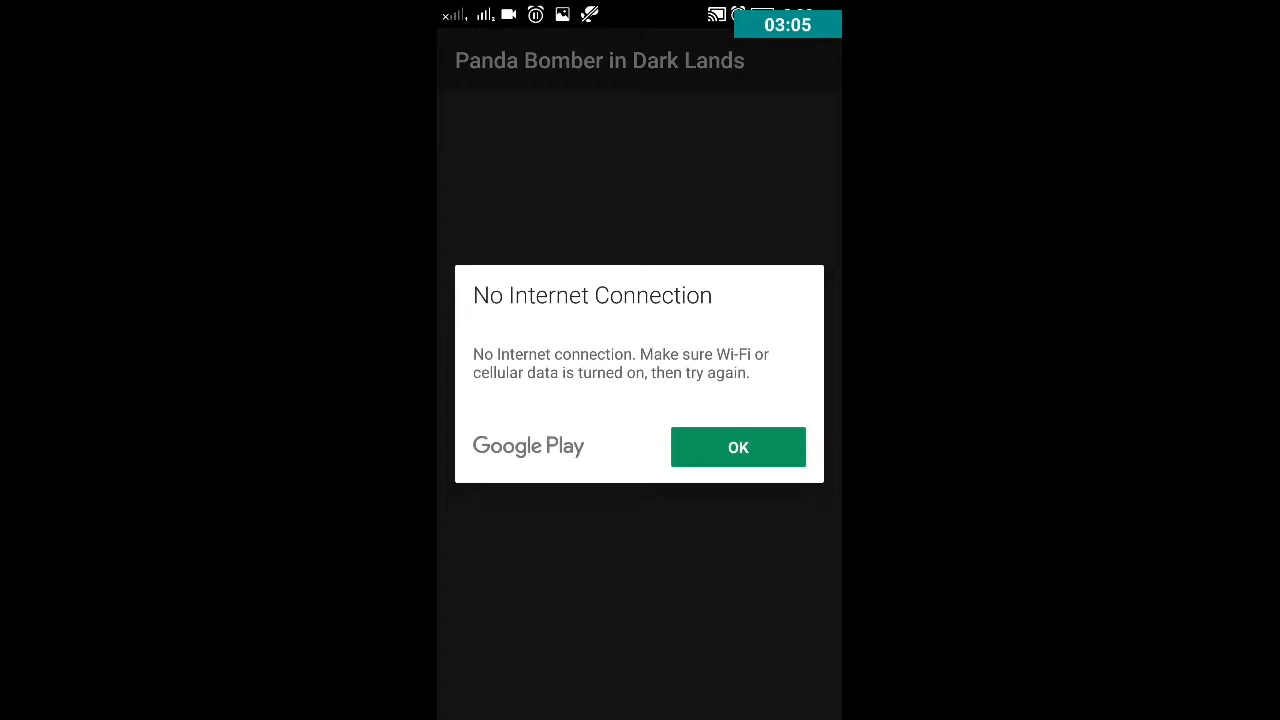 03:05
Panda Bomber in Dark Lands
No Internet Connection
No Internet connection. Make sure Wi-Fi or
cellular data is turned on, then try again.
Google Play
OK